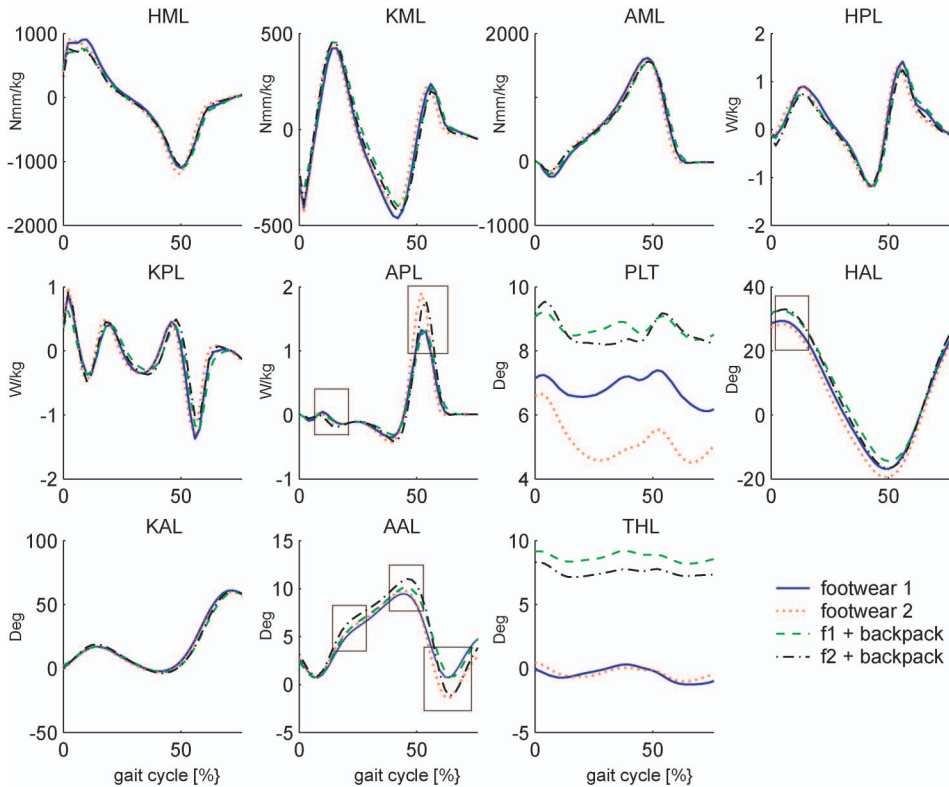 HML
KML
AML
HPL
1000
0
-1000
2000
Nmm/kg
0
50
500
0
-500
Nmm/kg
0
50
2000
0
1000
Nmm/kg
0
50
2
1
0
-1
2
W/kg
0
50
KPL
APL
PLT
HAL
1
0
-1
-2
W/kg
0
50
2
1
0
-1
W/kg
0
50
10
8
6
4
Deg
0
50
40
20
0
-20
Deg
0
50
KAL
AAL
THL
100
50
0
-50
Deg
0
50
gait cycle [%}
15
10
5
0
5
Deg
0
50
gait cycle [%}
10
5
0
-5
Deg
0
50
gait cycle [%}
footwear 1
footwear 2
f1 + backpack
f2 + backpack